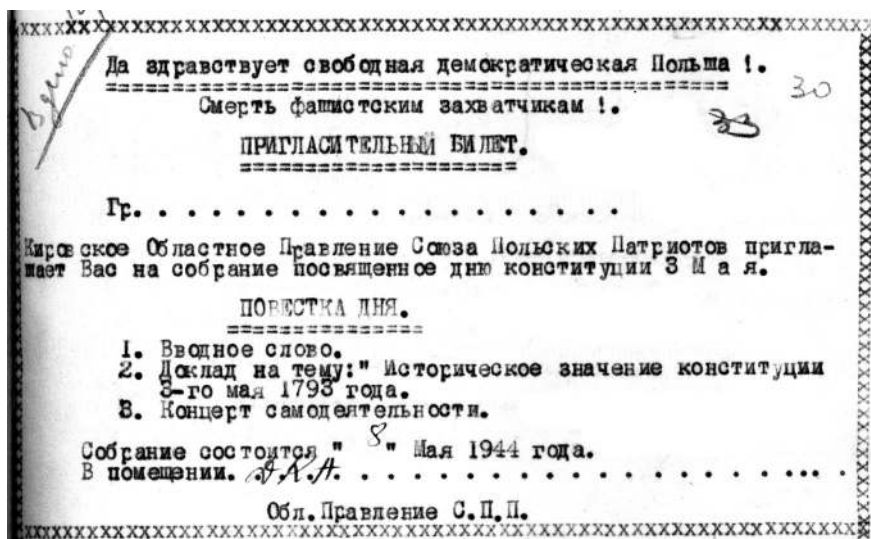 Да здравствует свободная демократическая Польша !.
Смерть фашистским захватчикам !.
30
33
ПРИГЛАСИТЕЛЬНЫЙ БИЛЕТ.
Гр. . . . . . . . . . . . . . . . . . . .
Кировское Областное Правление Союза Польских Патриотов пригла-
шает Вас на собрание посвященное дню конституции 3 М а я.
ПОВЕСТКА ДНЯ.
1. Вводное слово.
2. Доклад на тему:" Историческое значение конституции
3-го мая 1793 года.
3. Концерт самодеятельности.
Собрание состоится " 8 " Мая 1944 года.
В помещении. Д.К.А. . . . . . . . . . . . . . . . . . . . .
Обл.Правление С.П.П.